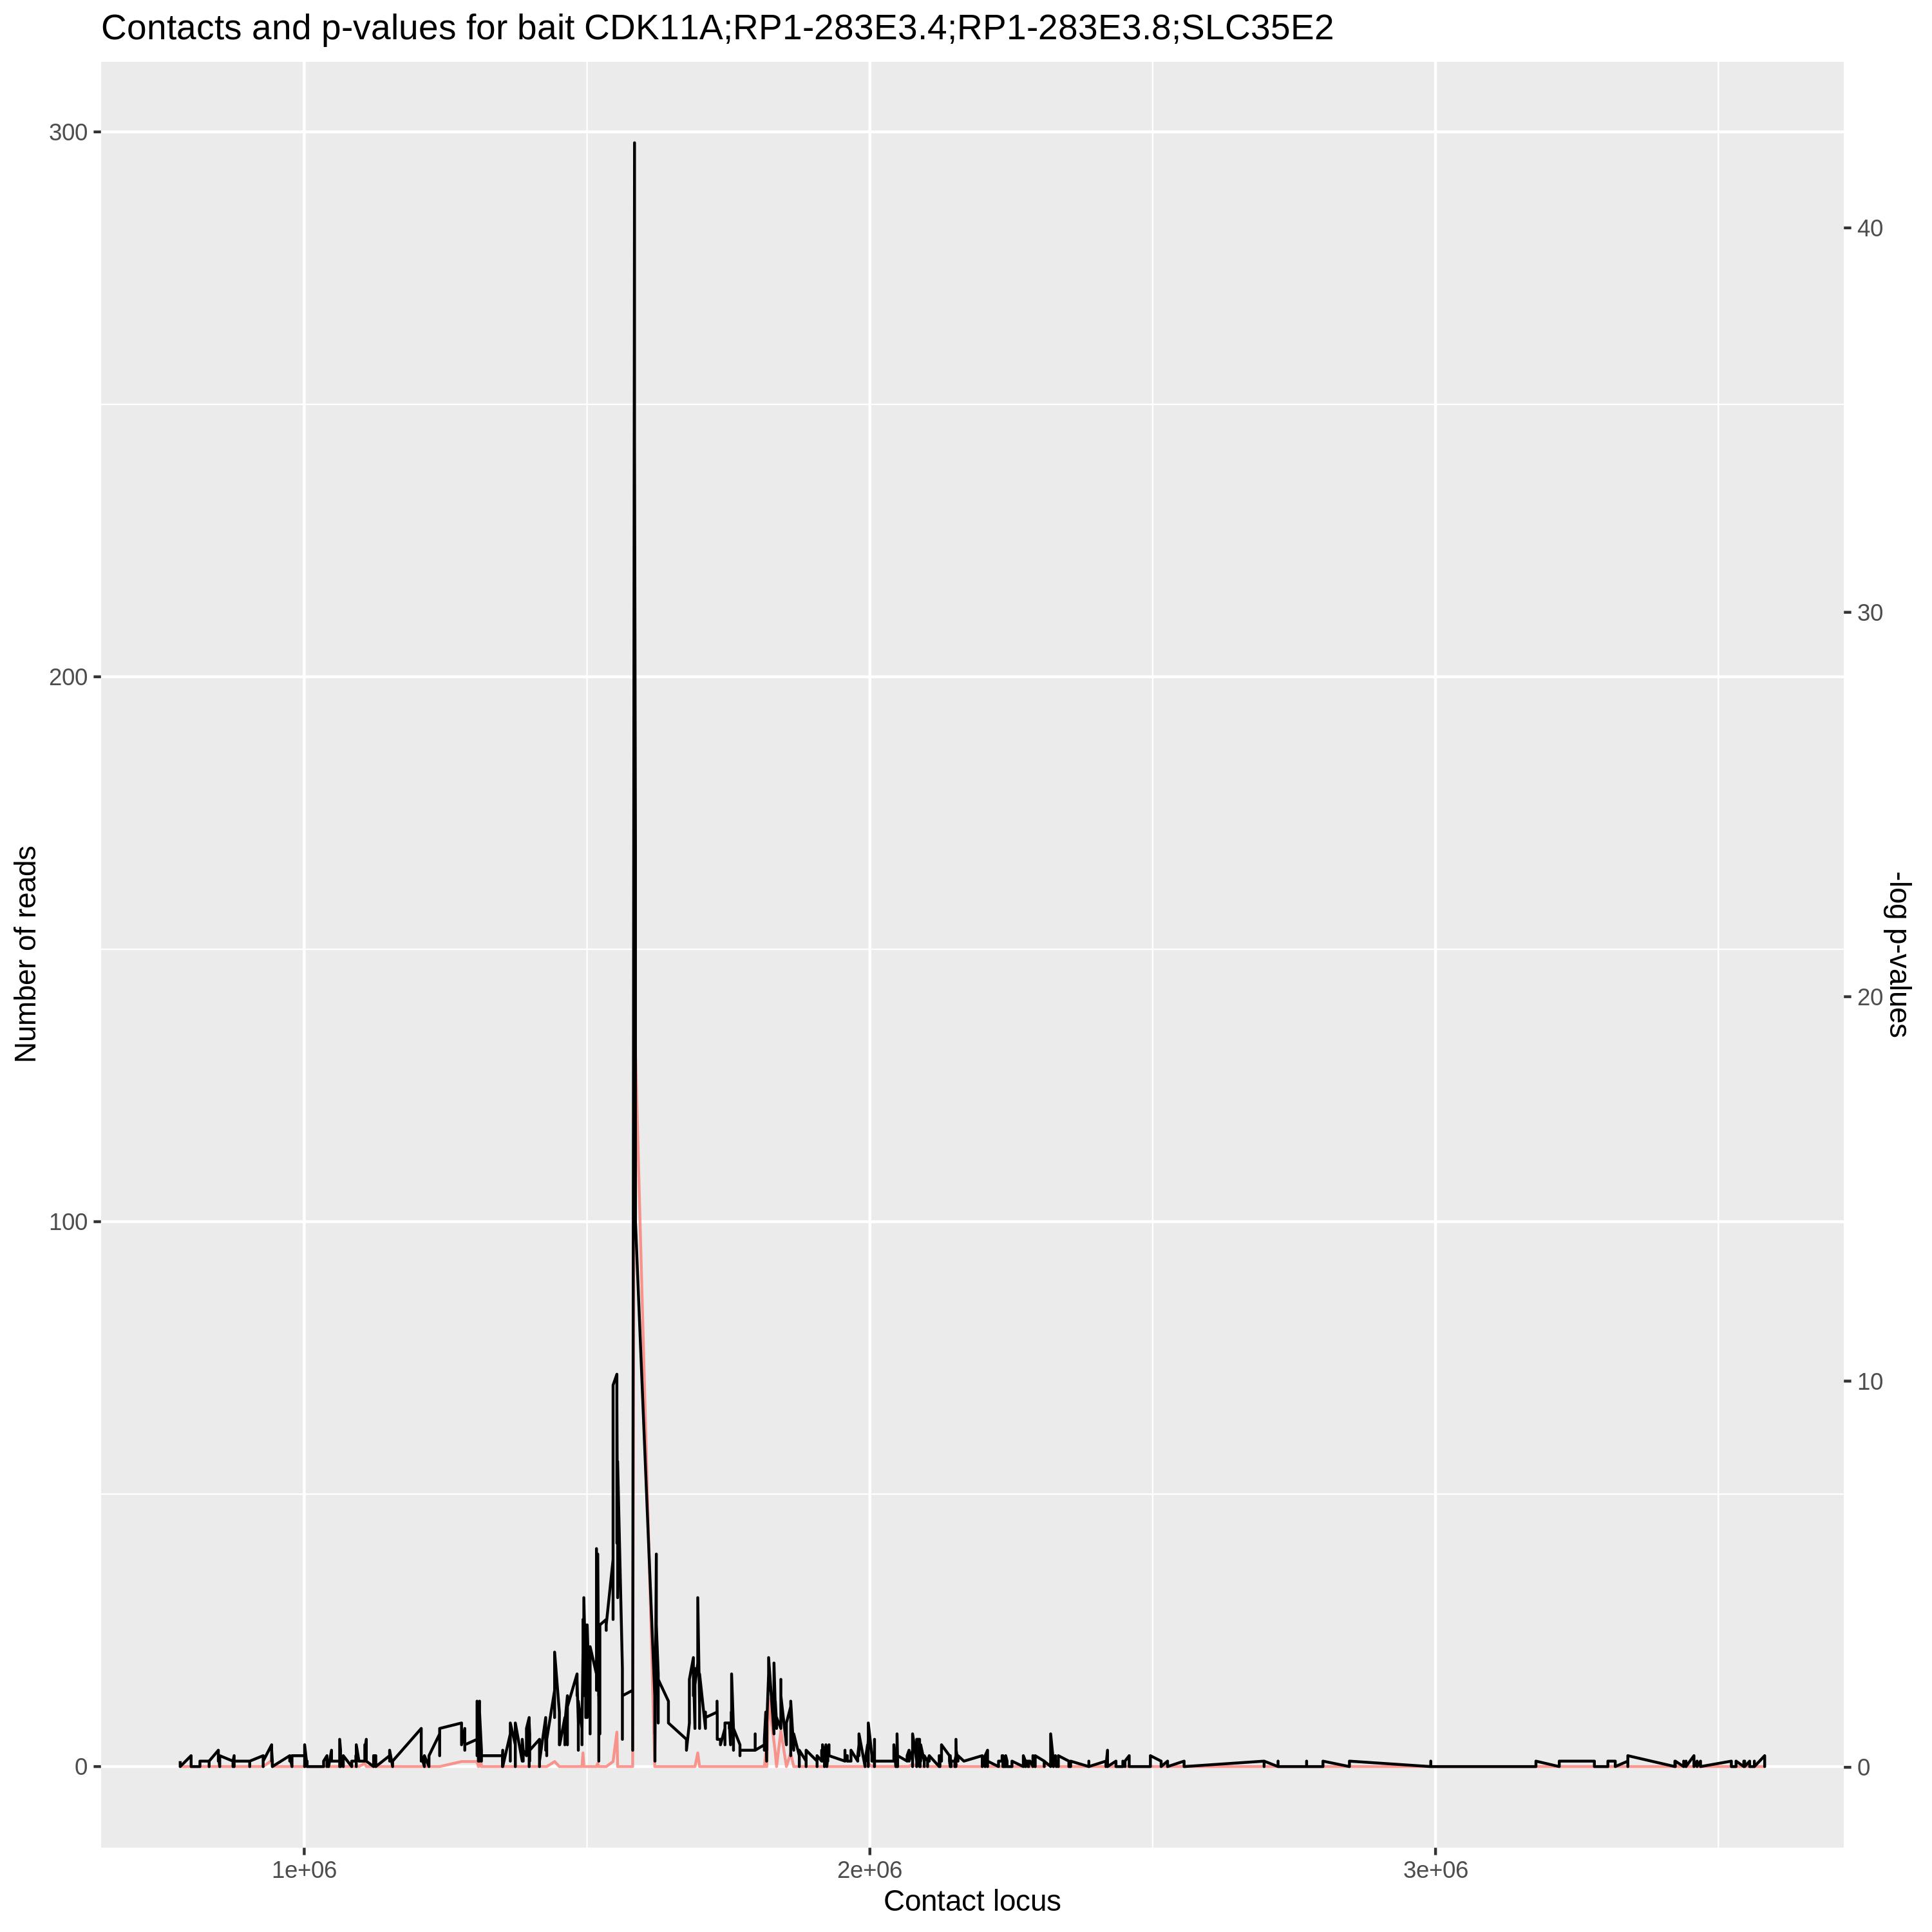 Contacts and p-values for bait CDK11A;RP1-283E3.4;RP1-283E3.8;SLC35E2
300
200
100
0
Number of reads
40
30
20
10
0
-log p-values
1e+06
2e+06
3e+06
Contact locus